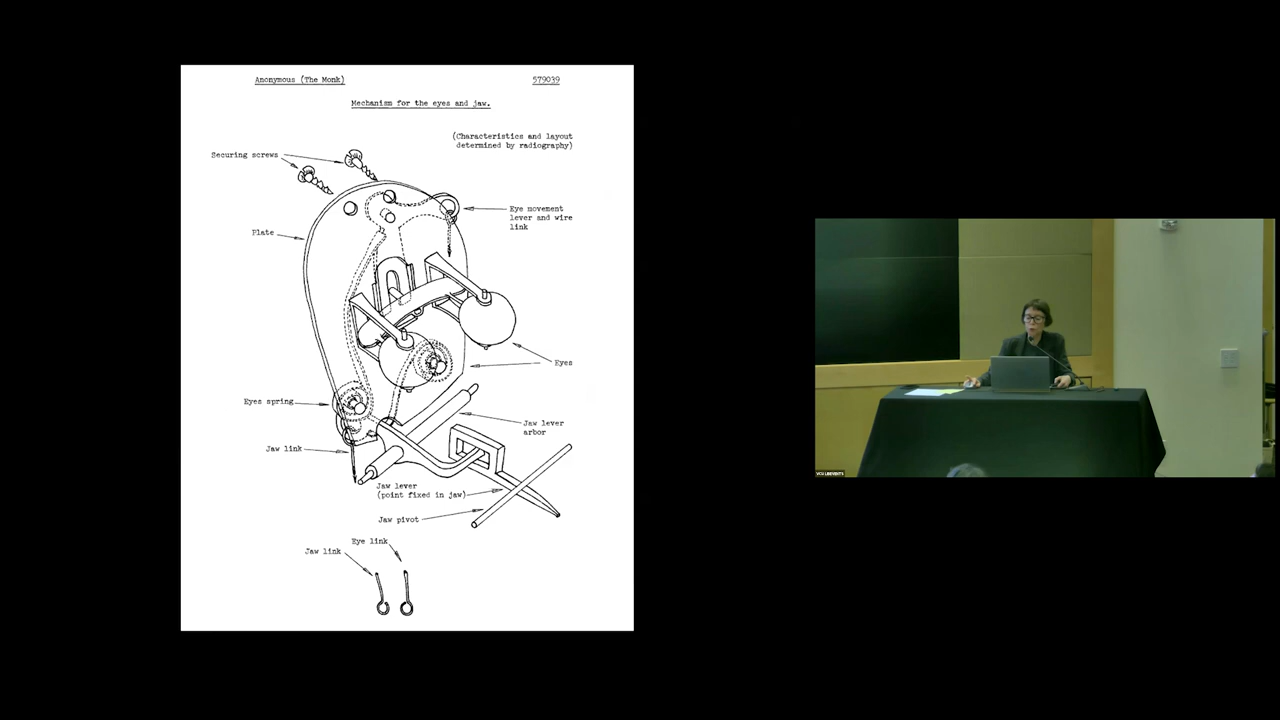 Anonymous (The Monk)
579039
Mechanism for the eyes and jaw.
(Characteristics and layout
determined by radiography)
Securing screws
Eye movement
lever and wire
link
Plate
Eyes
Eyes spring
Jaw lever
arbor
Jaw link
Jaw lever
(point fixed in jaw)
Jaw pivot
Eye link
Jaw link